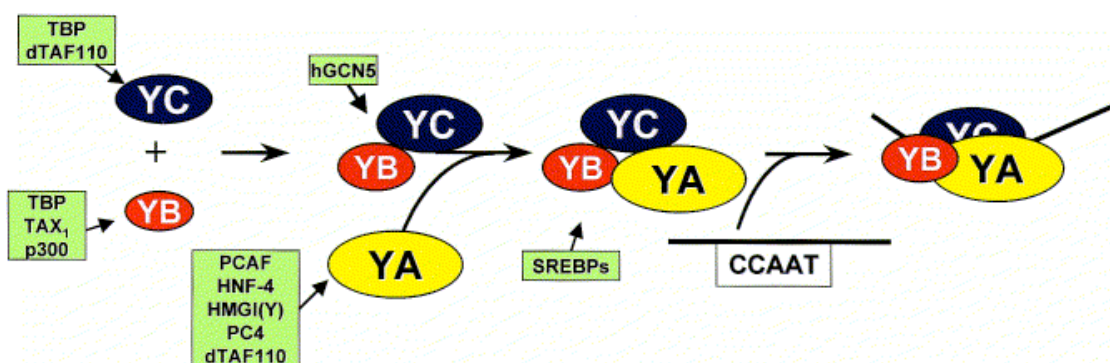 TBP
dTAF110
YC
+
YB
TBP
TAX₁
p300
hGCN5
YC
YB
YA
PCAF
HNF-4
HMGI(Y)
PC4
dTAF110
YC
YB
YA
SREBPs
CCAAT
YC
YB
YA